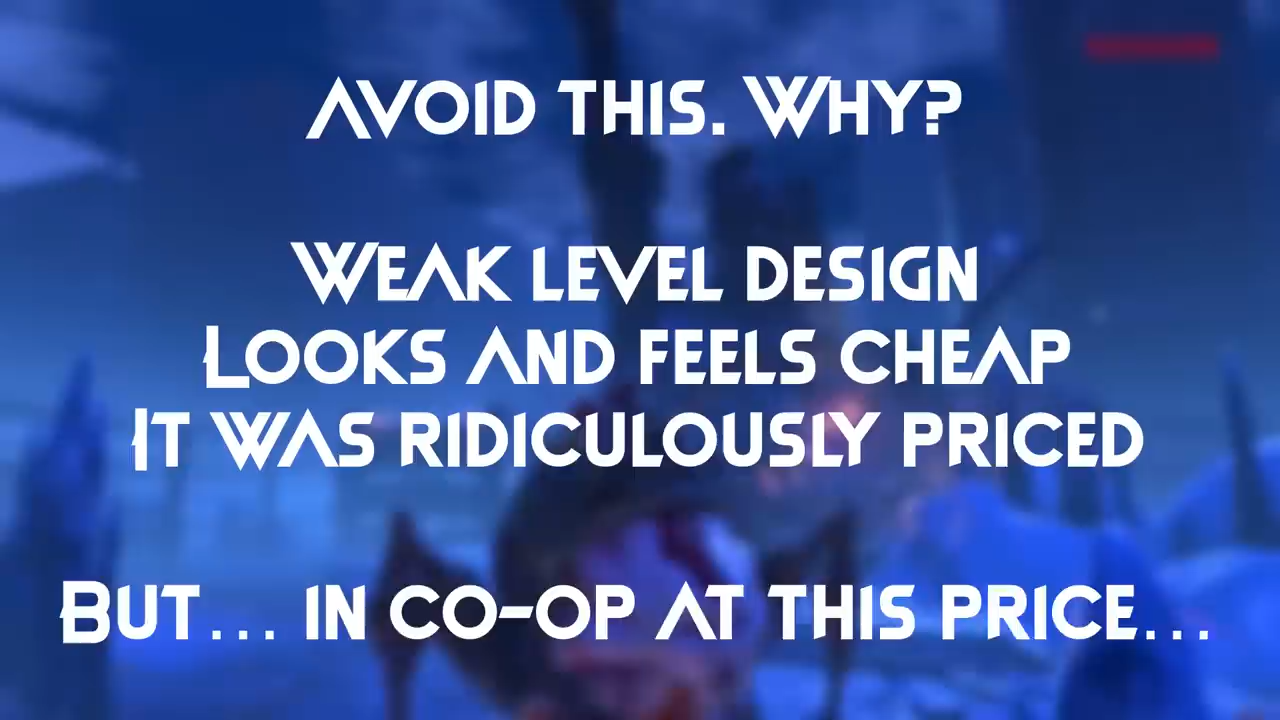 Avoid this. Why?
Weak level design
Looks and feels cheap
It was ridiculously priced
But... in co-op at this price...